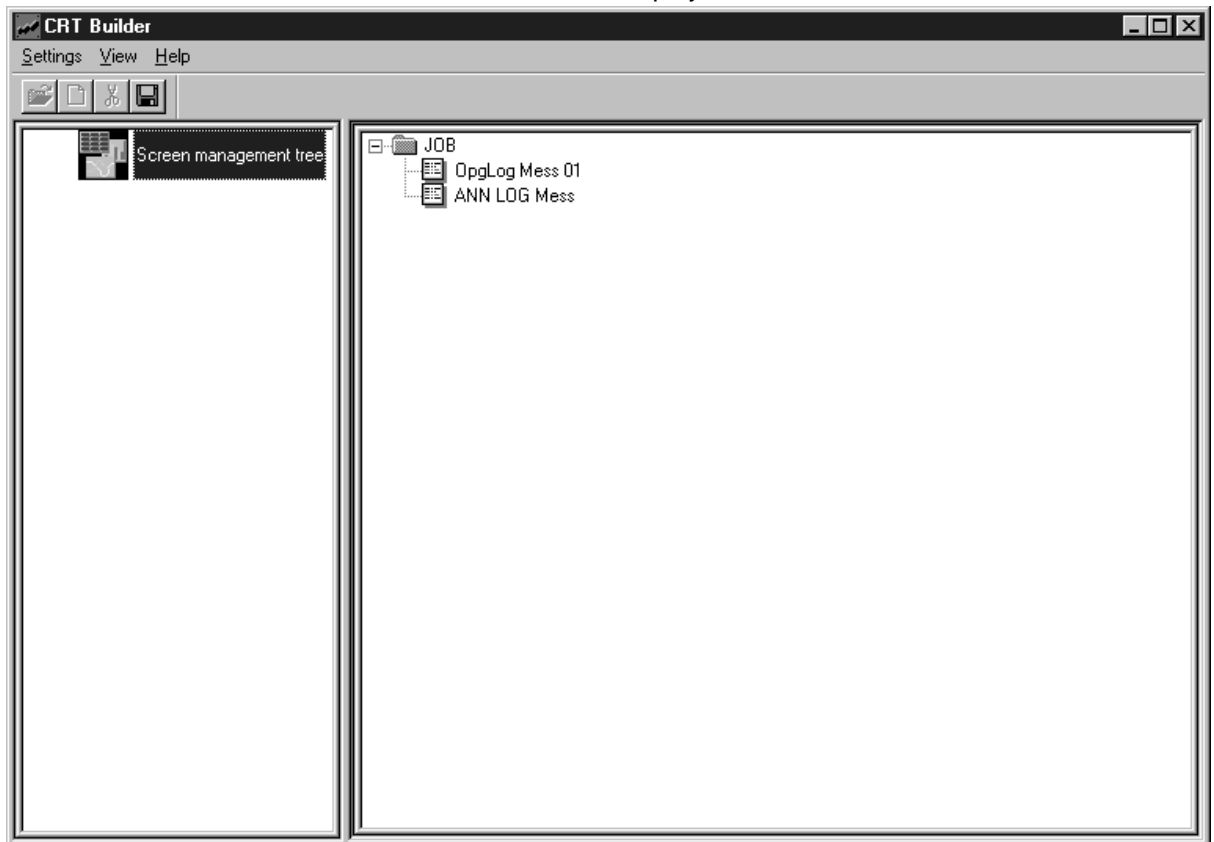 CRT Builder
Settings View Help
Screen management tree
JOB
OpgLog Mess 01
ANN LOG Mess